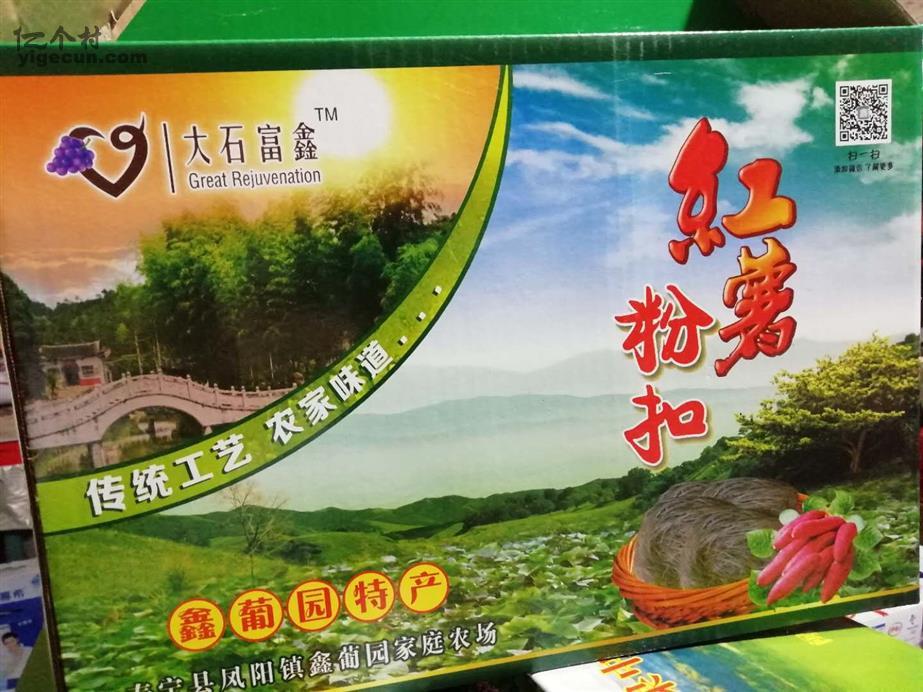 亿个村
yigecun.com
大石富鑫 TM
Great Rejuvenation
扫一扫
紅薯
粉扣
传统工艺 农家味道...
鑫葡园特产
寿宁县凤阳镇鑫葡园家庭农场